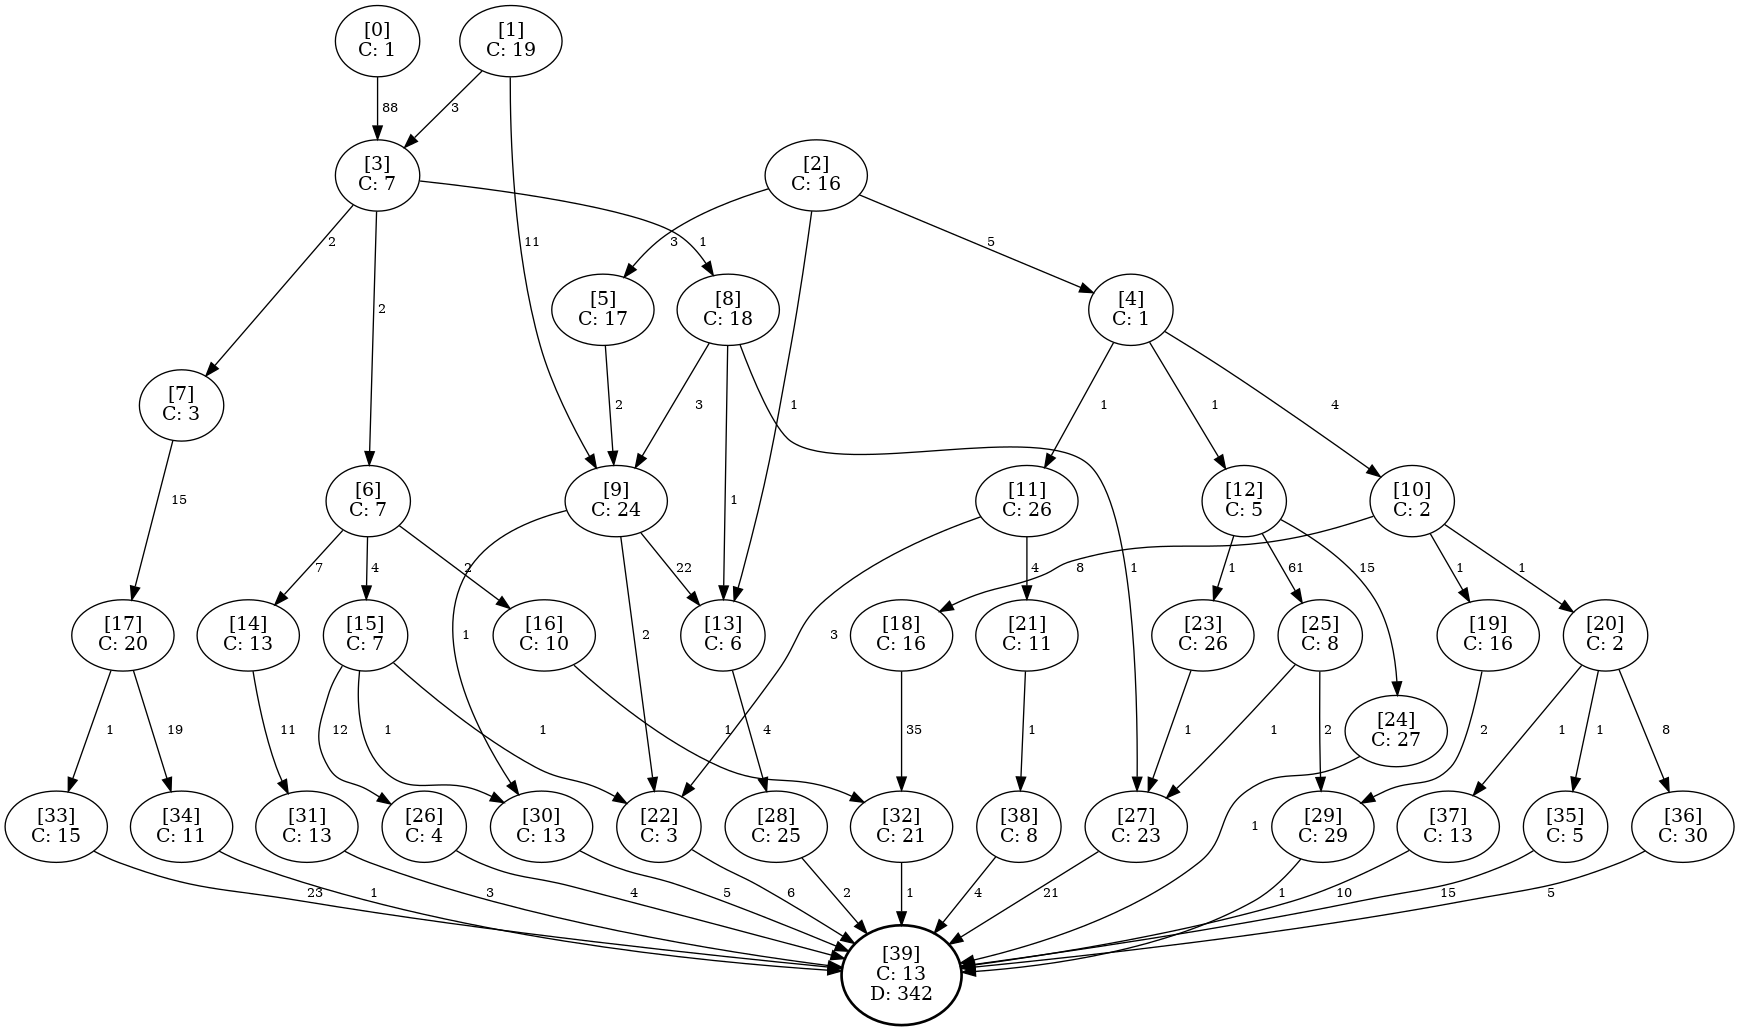 [0]
C: 1
[1]
C: 19
88
3
[3]
C: 7
[2]
C: 16
2
2
11
1
3
5
1
[5]
C: 17
[8]
C: 18
[4]
C: 1
[7]
C: 3
2
3
1
1
4
15
[6]
C: 7
[9]
C: 24
1
1
[11]
C: 26
[12]
C: 5
[10]
C: 2
7
4
2
1
22
2
3
4
8
1
61
15
1
1
[17]
C: 20
[14]
C: 13
[15]
C: 7
[16]
C: 10
[13]
C: 6
[18]
C: 16
[21]
C: 11
[23]
C: 26
[25]
C: 8
[19]
C: 16
[20]
C: 2
1
19
11
12
1
1
1
4
35
1
1
1
2
[24]
C: 27
2
1
1
8
[33]
C: 15
[34]
C: 11
[31]
C: 13
[26]
C: 4
[30]
C: 13
[22]
C: 3
[28]
C: 25
[32]
C: 21
[38]
C: 8
[27]
C: 23
1
[29]
C: 29
[37]
C: 13
[35]
C: 5
[36]
C: 30
23
1
3
4
5
6
2
1
4
21
1
10
15
5
[39]
C: 13
D: 342